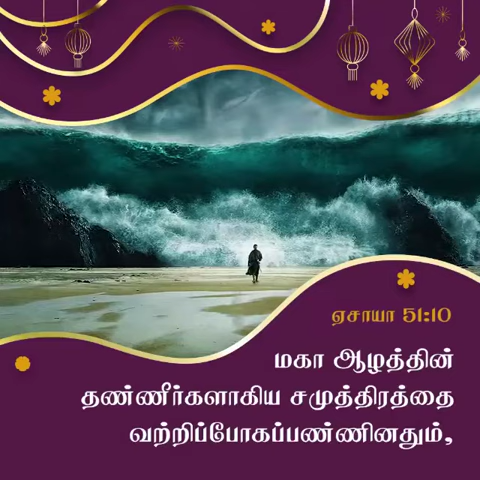 ஏசாயா 51:10
மகா ஆழத்தின்
தண்ணீர்களாகிய சமுத்திரத்தை
வற்றிப்போகப்பண்ணினதும்,